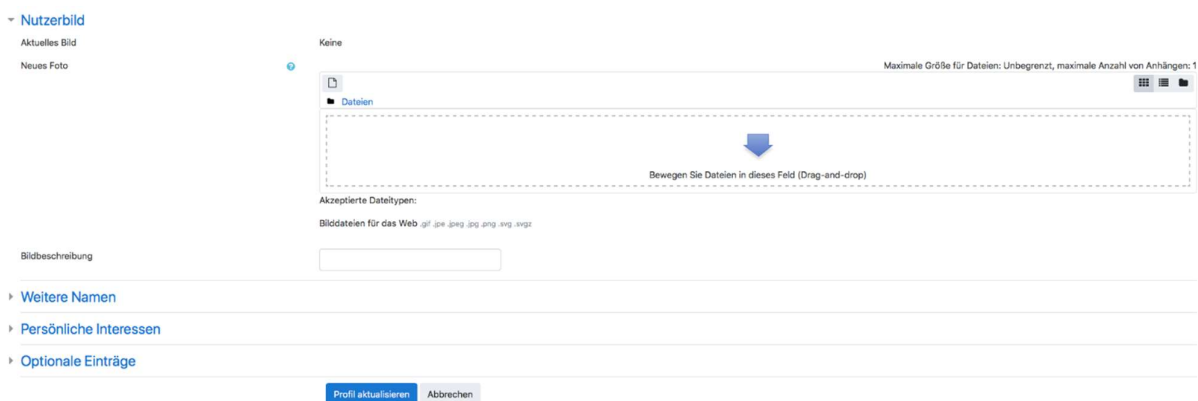 Nutzerbild
Aktuelles Bild Keine
Neues Foto Maximale Größe für Dateien: Unbegrenzt, maximale Anzahl von Anhängen: 1
Dateien
Bewegen Sie Dateien in dieses Feld (Drag-and-drop)
Akzeptierte Dateitypen:
Bilddateien für das Web .gif .jpe .jpeg .jpg .png .svg .svgz
Bildbeschreibung
Weitere Namen
Persönliche Interessen
Optionale Einträge
Profil aktualisieren Abbrechen